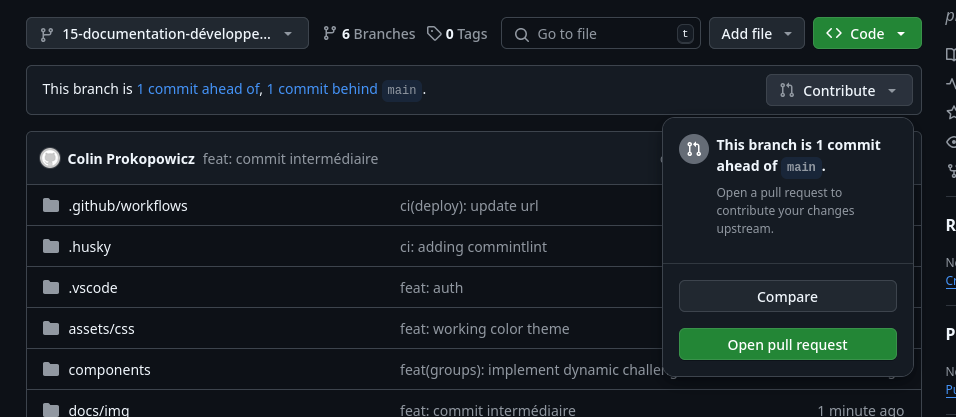 15-documentation-développe...
6 Branches
0 Tags
Go to file
t
Add file
Code
This branch is 1 commit ahead of, 1 commit behind main.
Contribute
This branch is 1 commit
ahead of main.
Open a pull request to
contribute your changes
upstream.
Compare
Open pull request
Colin Prokopowicz feat: commit intermédiaire
.github/workflows ci(deploy): update url
.husky ci: adding commintlint
.vscode feat: auth
assets/css feat: working color theme
components feat(groups): implement dynamic challeng
docs/img feat: commit intermédiaire 1 minute ago